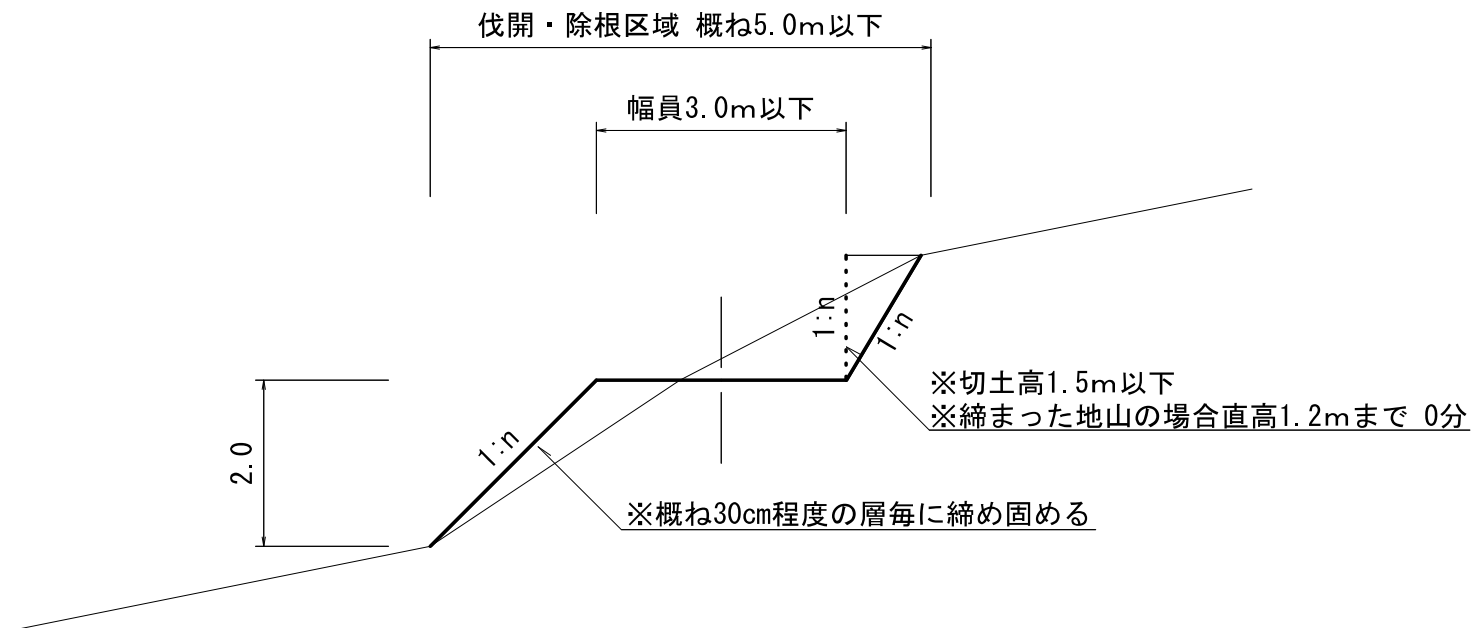 伐開・除根区域 概ね5.0m以下
幅員3.0m以下
1:n
1:n
※切土高1.5m以下
※締まった地山の場合直高1.2mまで 0分
2.0
1:n
※概ね30cm程度の層毎に締め固める